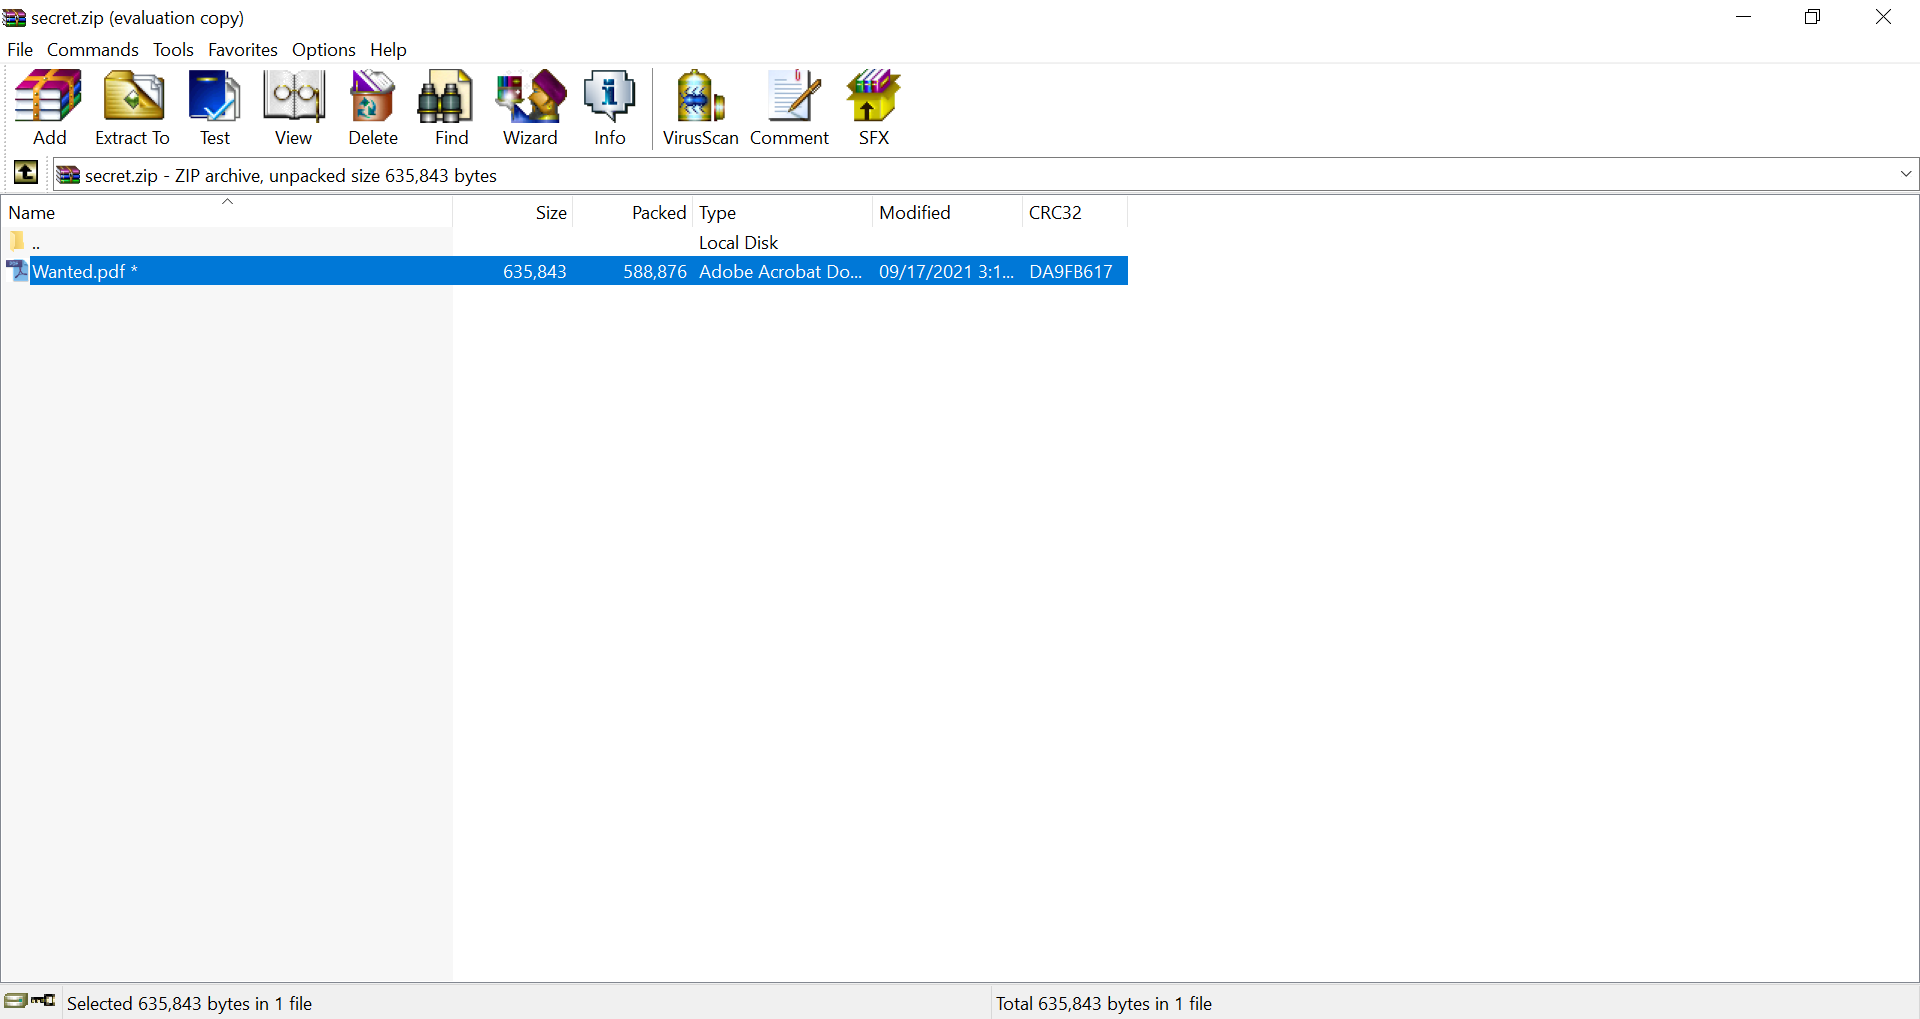 secret.zip (evaluation copy)
File Commands Tools Favorites Options Help
Add Extract To Test View Delete Find Wizard Info VirusScan Comment SFX
secret.zip - ZIP archive, unpacked size 635,843 bytes
Name Size Packed Type Modified CRC32
.. Local Disk
Wanted.pdf * 635,843 588,876 Adobe Acrobat Do... 09/17/2021 3:1... DA9FB617
Selected 635,843 bytes in 1 file Total 635,843 bytes in 1 file